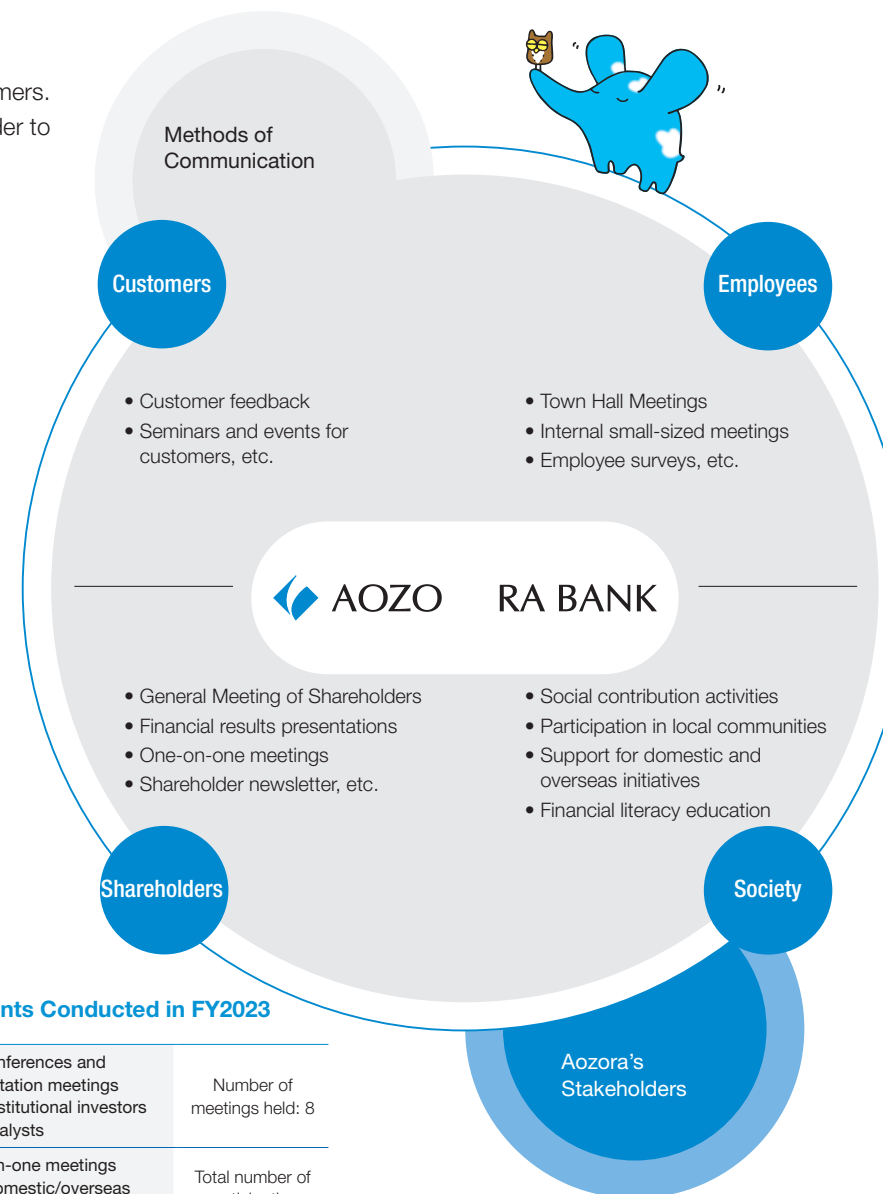 mers.
der to
Methods of
Communication
Customers
Employees
• Customer feedback
• Seminars and events for
customers, etc.
• Town Hall Meetings
• Internal small-sized meetings
• Employee surveys, etc.
AOZO RA BANK
• General Meeting of Shareholders
• Financial results presentations
• One-on-one meetings
• Shareholder newsletter, etc.
• Social contribution activities
• Participation in local communities
• Support for domestic and
overseas initiatives
• Financial literacy education
Shareholders
Society
Aozora's
Stakeholders
nts Conducted in FY2023
nferences and
tation meetings
stitutional investors
alysts
Number of
meetings held: 8
n-one meetings
omestic/overseas
Total number of